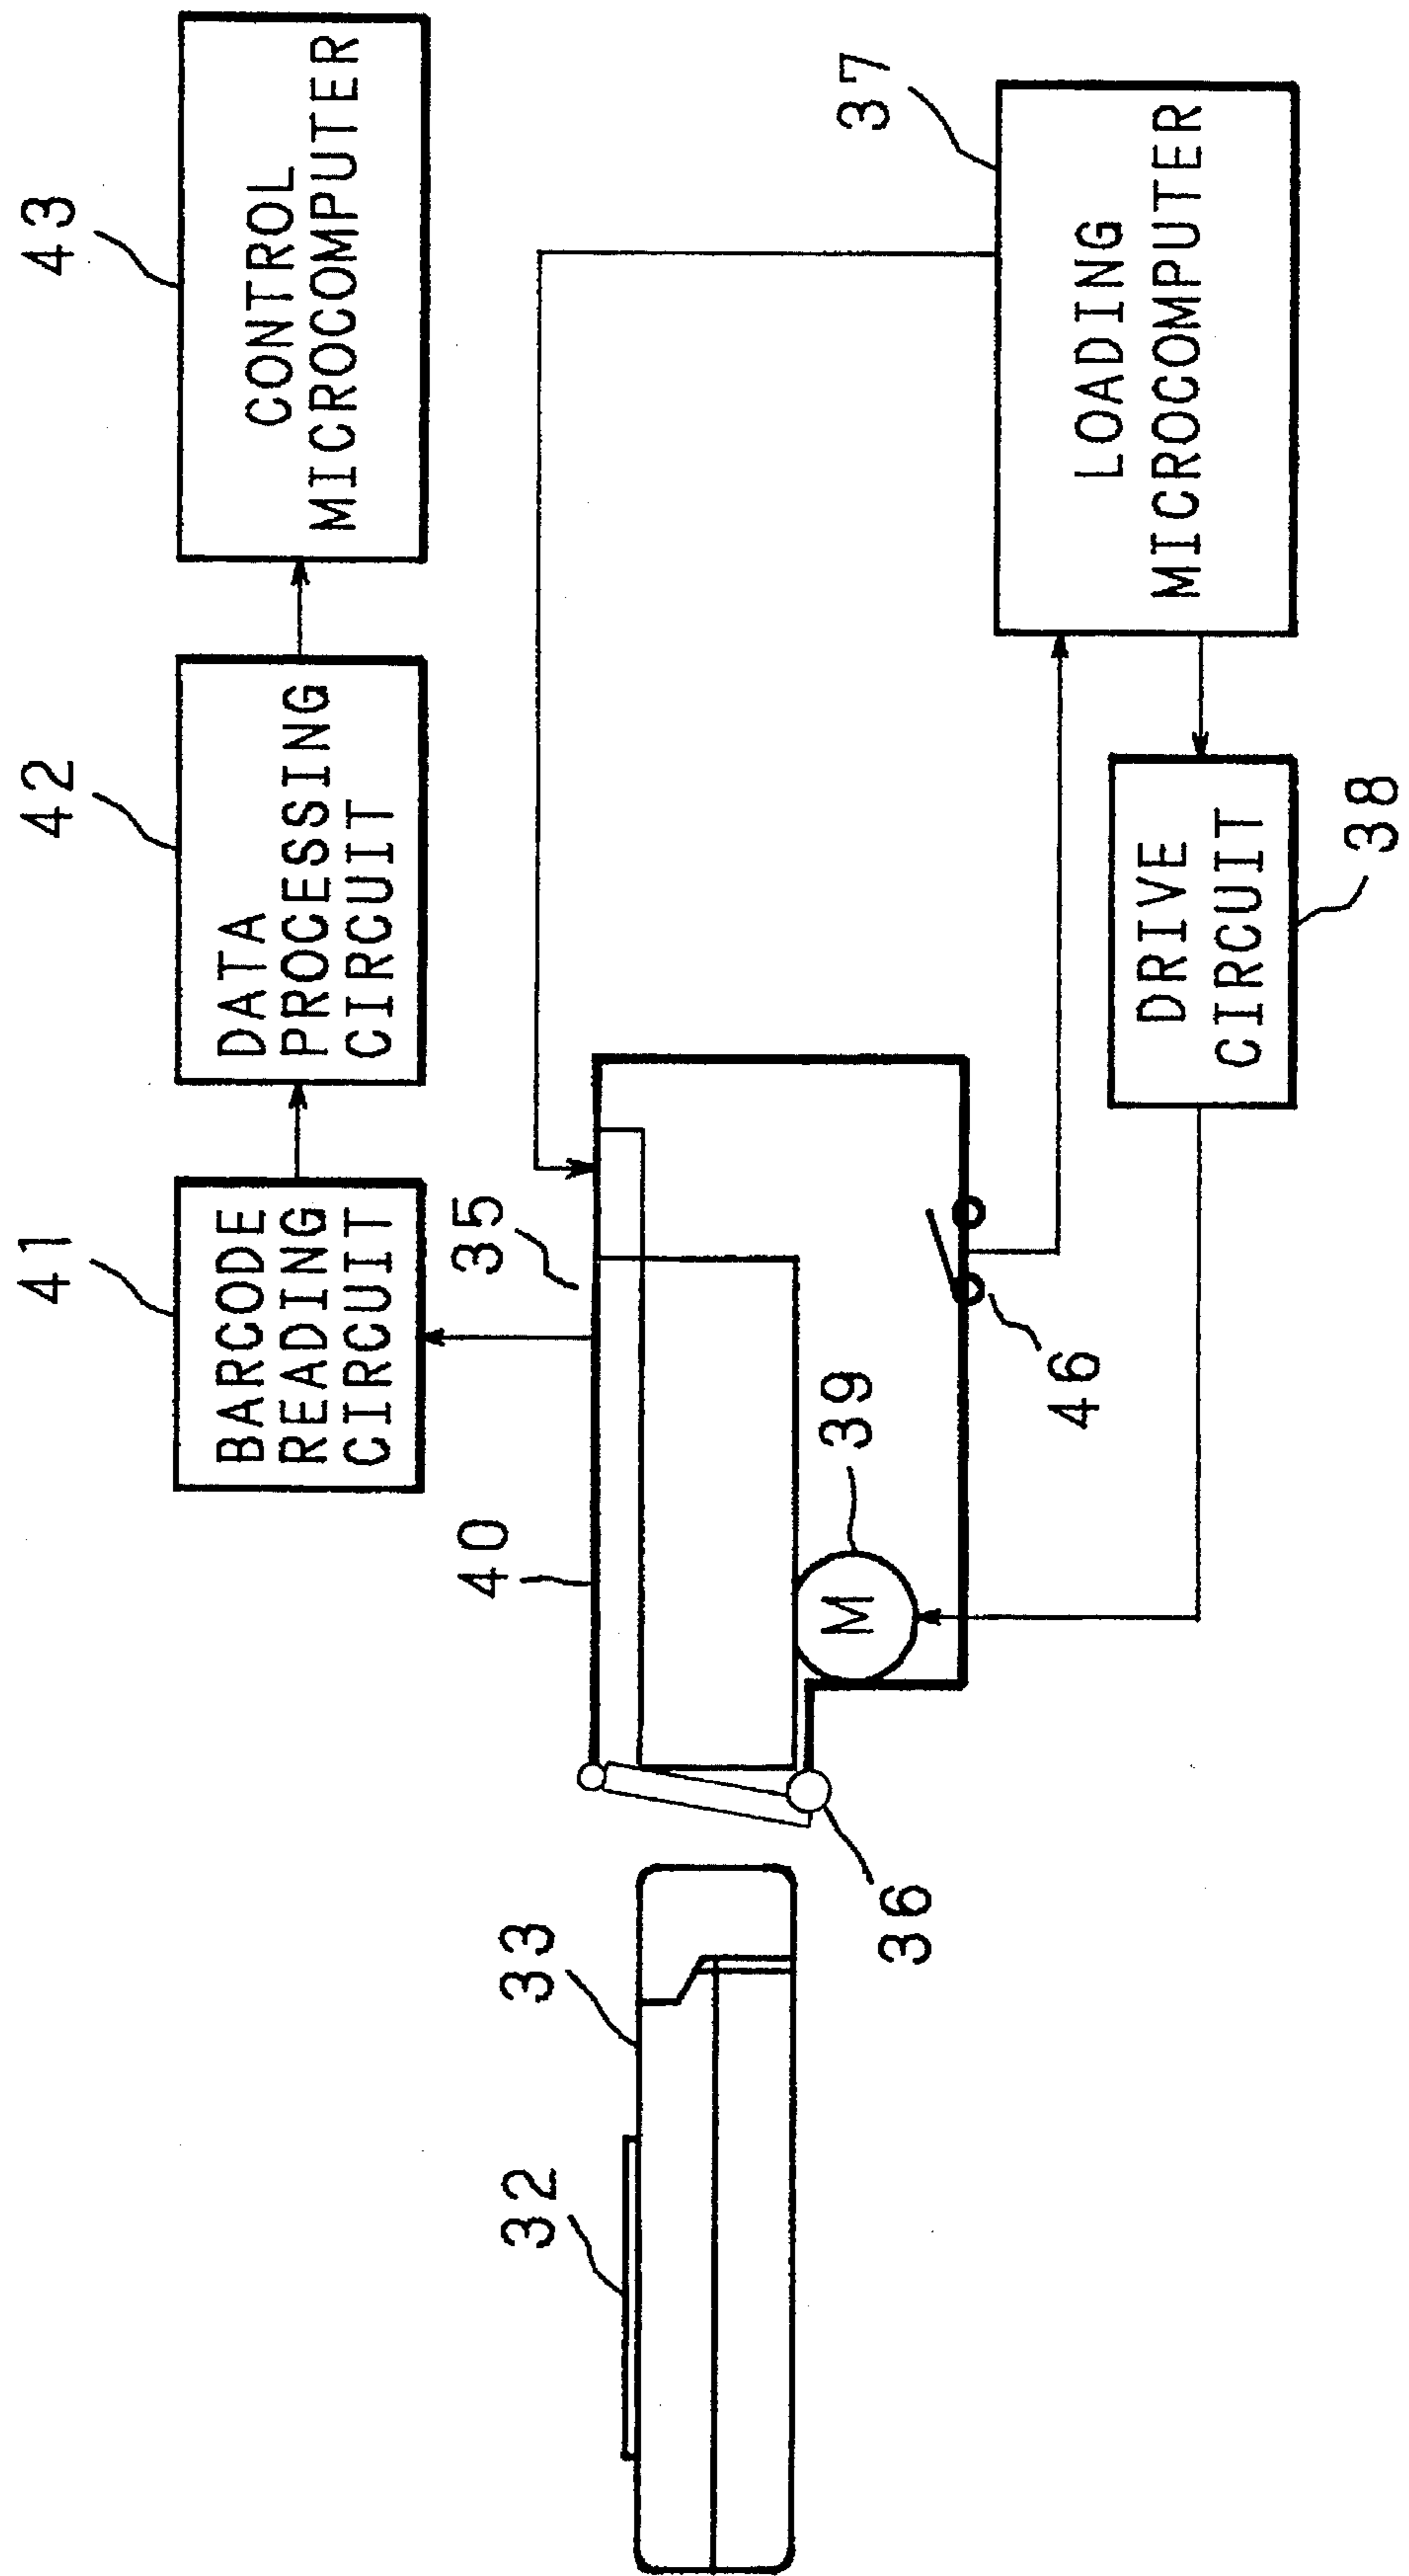 41
BARCODE
READING
CIRCUIT
42
DATA
PROCESSING
CIRCUIT
43
CONTROL
MICROCOMPUTER
32
33
40
35
39
M
36
46
37
LOADING
MICROCOMPUTER
DRIVE
CIRCUIT
38